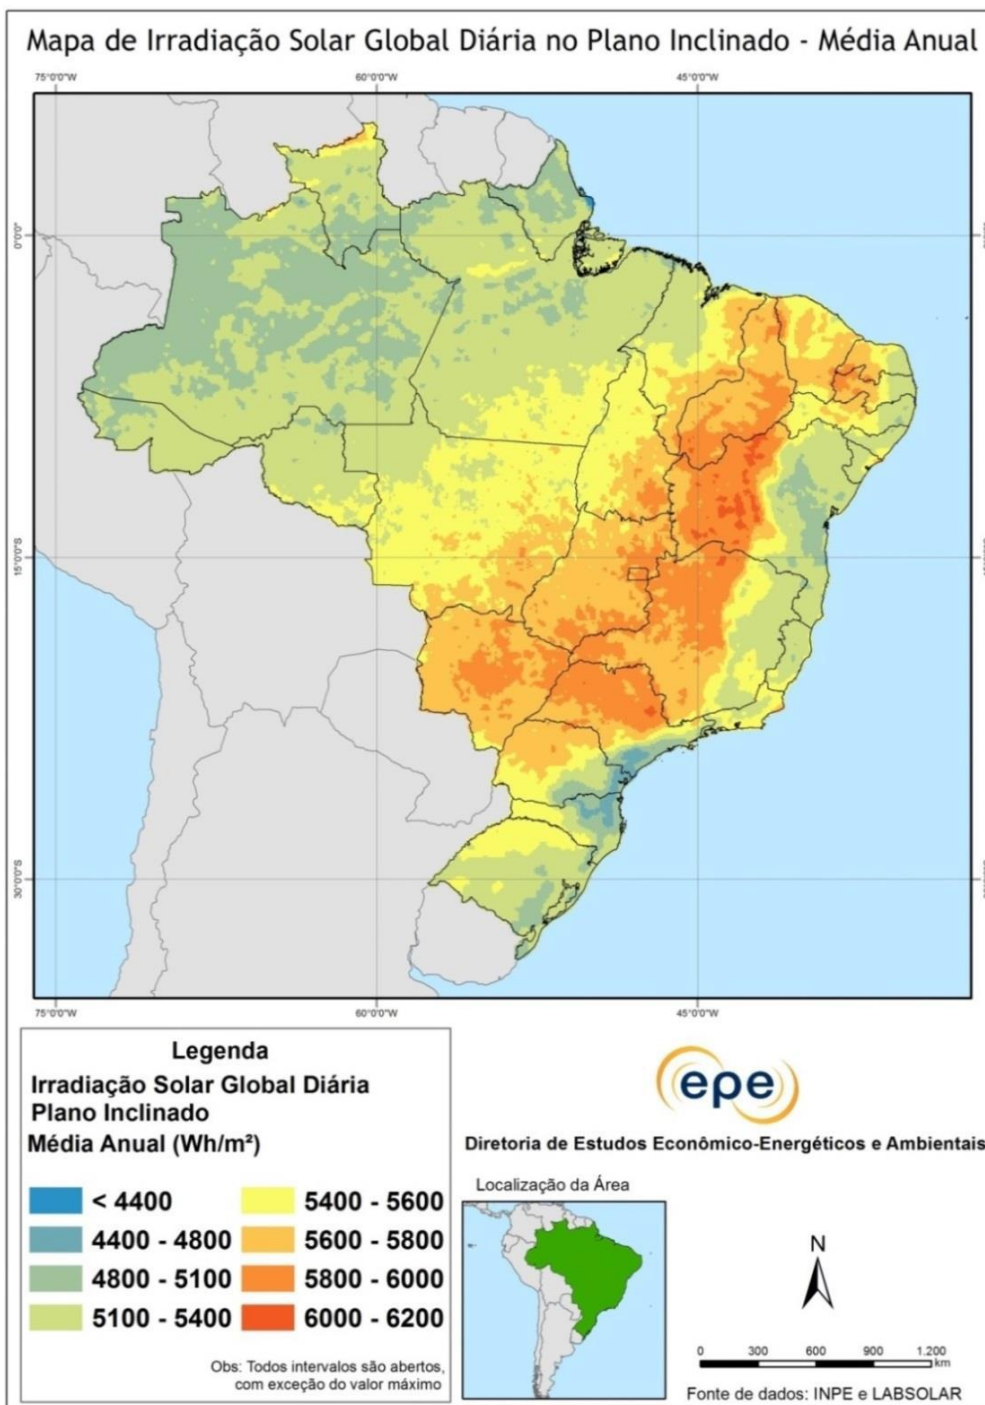 Mapa de Irradiação Solar Global Diária no Plano Inclinado - Média Anual
75°0'0"W 60°0'0"W 45°0'0"W
0°0'0"
15°0'0"S
30°0'0"S
75°0'0"W 60°0'0"W 45°0'0"W
Legenda
Irradiação Solar Global Diária
Plano Inclinado
Média Anual (Wh/m²)
< 4400
4400 - 4800
4800 - 5100
5100 - 5400
5400 - 5600
5600 - 5800
5800 - 6000
6000 - 6200
Obs: Todos intervalos são abertos,
com exceção do valor máximo
epe
Diretoria de Estudos Econômico-Energéticos e Ambientais
Localização da Área
N
0 300 600 900 1.200
km
Fonte de dados: INPE e LABSOLAR